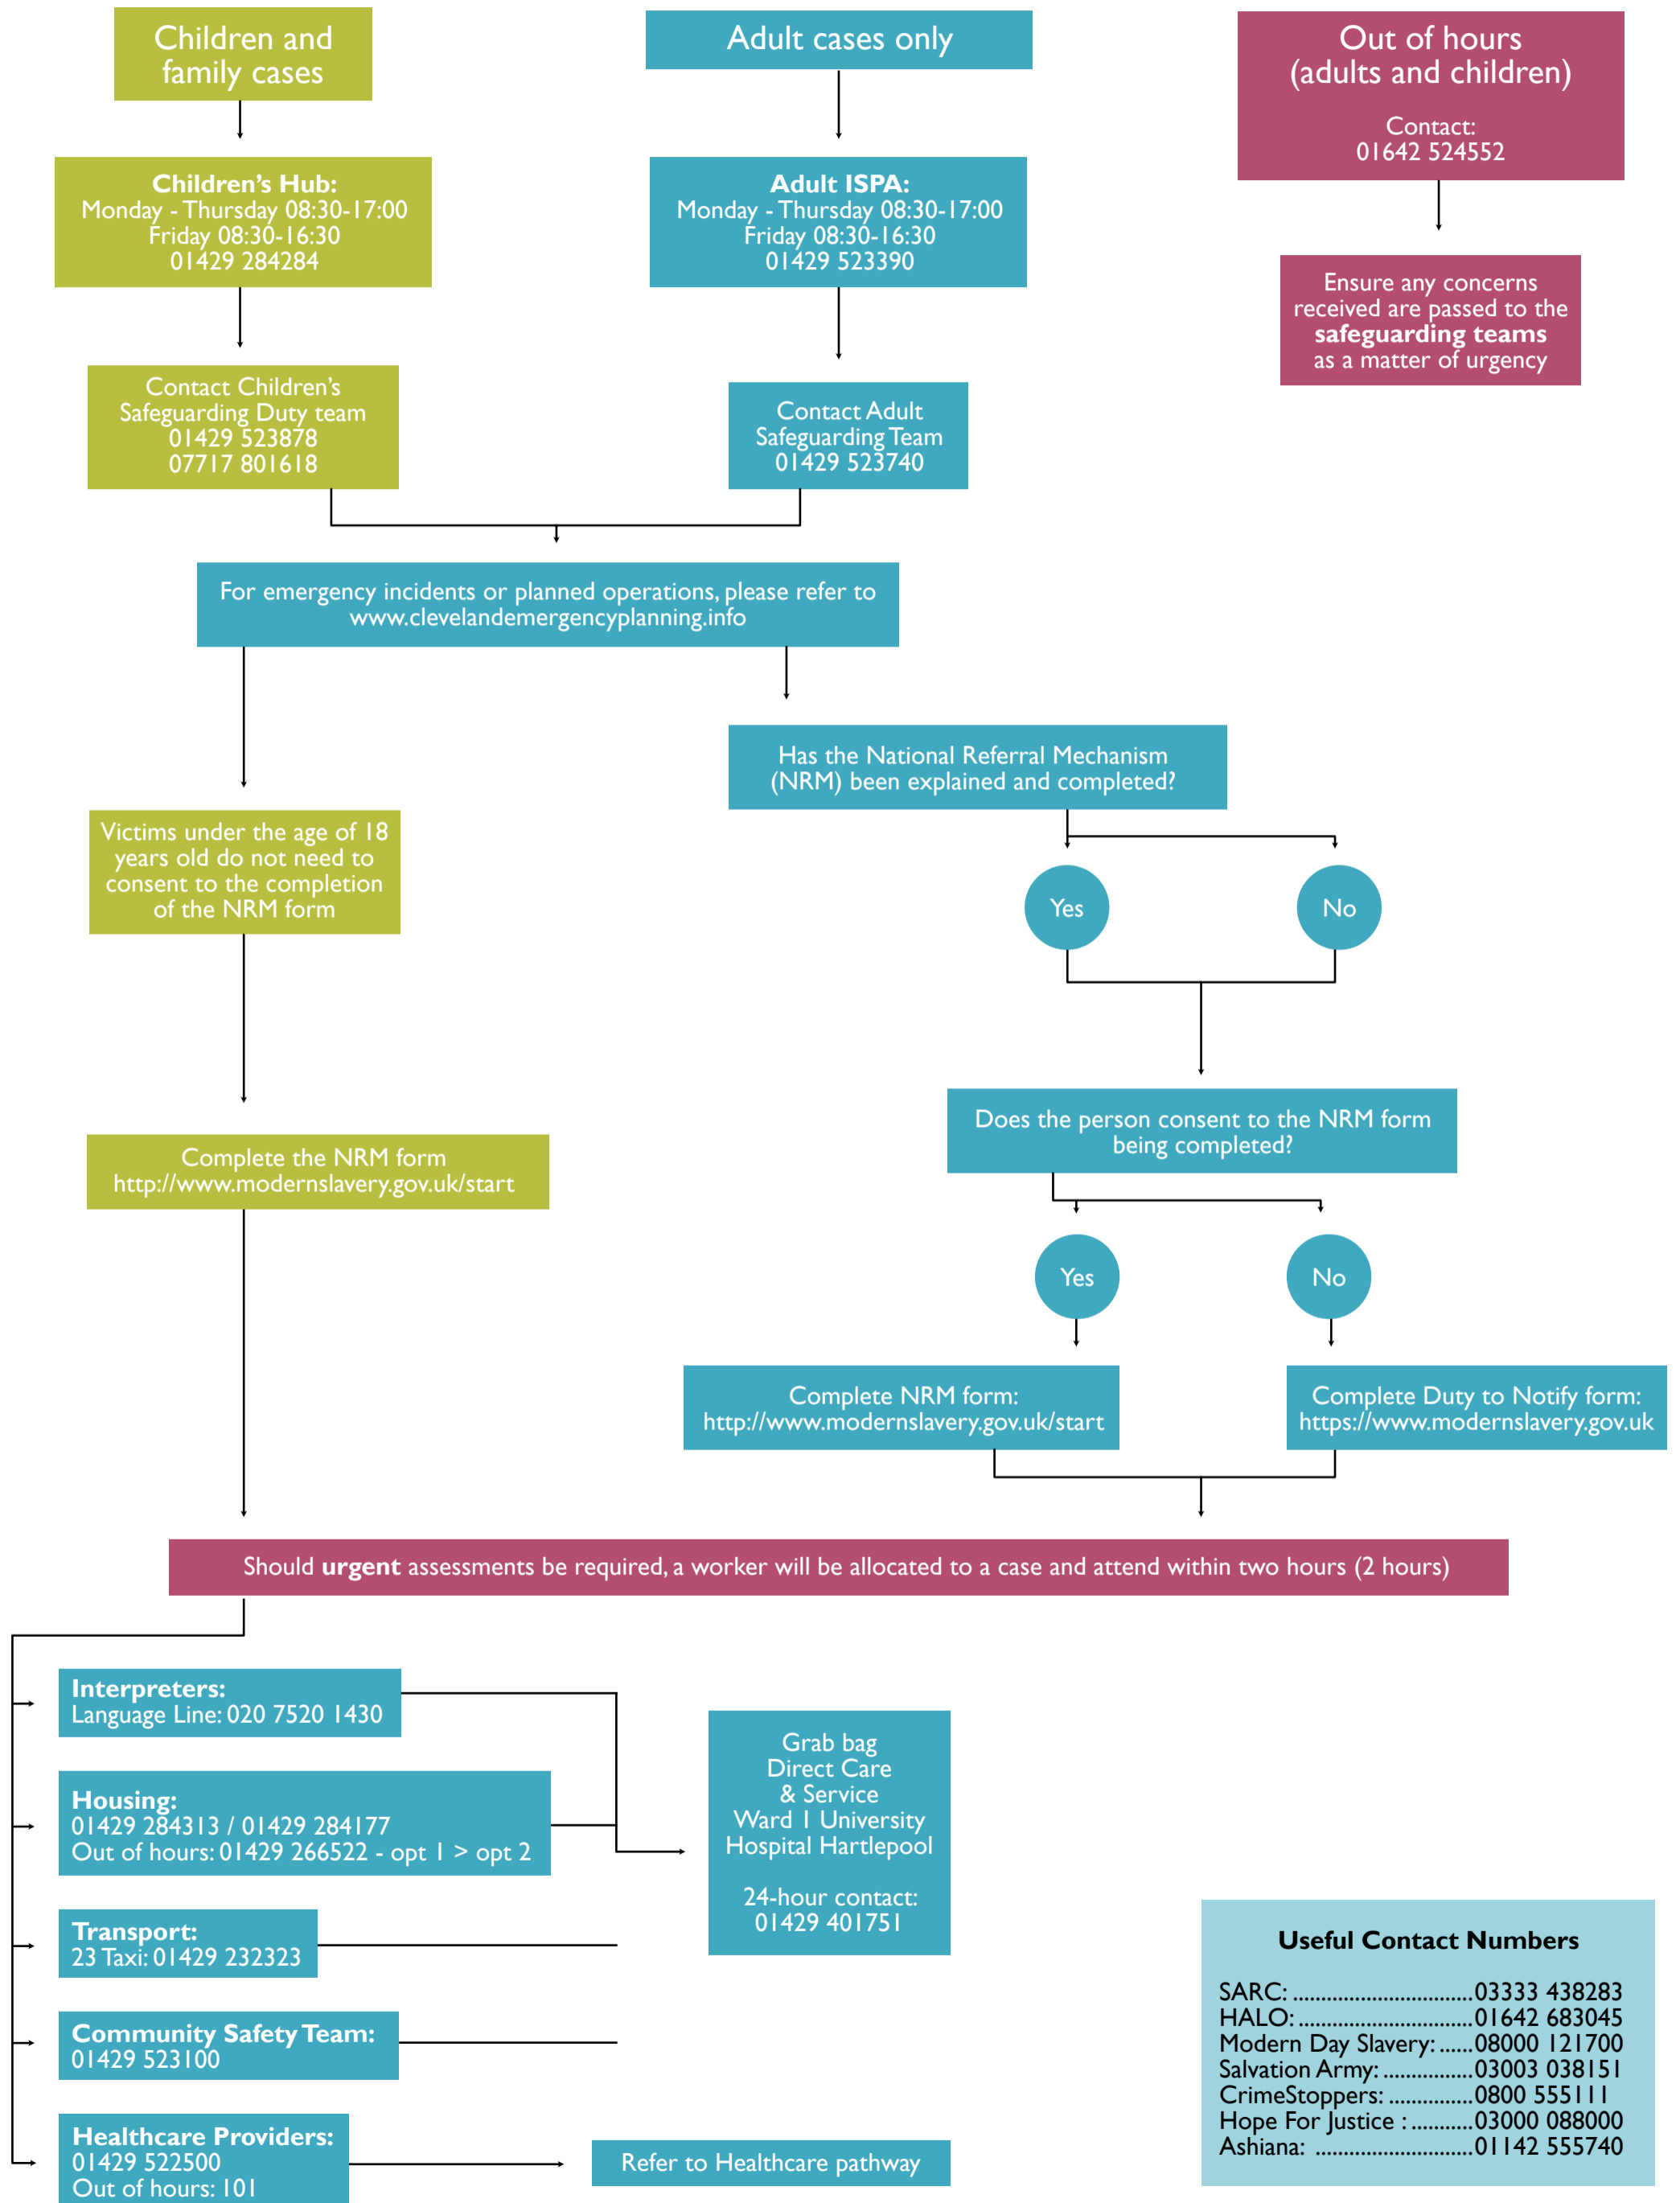 Children and
family cases
Children's Hub:
Monday - Thursday 08:30-17:00
Friday 08:30-16:30
01429 284284
Contact Children's
Safeguarding Duty team
01429 523878
07717 801618
Adult cases only
Adult ISPA:
Monday - Thursday 08:30-17:00
Friday 08:30-16:30
01429 523390
Contact Adult
Safeguarding Team
01429 523740
Out of hours
(adults and children)
Contact:
01642 524552
Ensure any concerns
received are passed to the
safeguarding teams
as a matter of urgency
For emergency incidents or planned operations, please refer to
www.clevelandemergencyplanning.info
Victims under the age of 18
years old do not need to
consent to the completion
of the NRM form
Complete the NRM form
http://www.modernslavery.gov.uk/start
Has the National Referral Mechanism
(NRM) been explained and completed?
Yes
No
Does the person consent to the NRM form
being completed?
Yes
No
Complete NRM form:
http://www.modernslavery.gov.uk/start
Complete Duty to Notify form:
https://www.modernslavery.gov.uk
Should urgent assessments be required, a worker will be allocated to a case and attend within two hours (2 hours)
Interpreters:
Language Line: 020 7520 1430
Housing:
01429 284313 / 01429 284177
Out of hours: 01429 266522 - opt 1 > opt 2
Transport:
23 Taxi: 01429 232323
Community Safety Team:
01429 523100
Healthcare Providers:
01429 522500
Out of hours: 101
Grab bag
Direct Care
& Service
Ward 1 University
Hospital Hartlepool
24-hour contact:
01429 401751
Refer to Healthcare pathway
Useful Contact Numbers
SARC: ................................03333 438283
HALO: ...............................01642 683045
Modern Day Slavery: ......08000 121700
Salvation Army: ................03003 038151
CrimeStoppers: ...............0800 555111
Hope For Justice : ...........03000 088000
Ashiana: ............................01142 555740